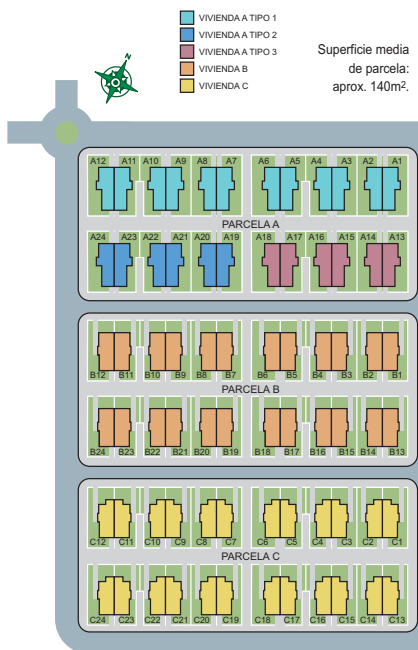 VIVIENDA A TIPO 1
VIVIENDA A TIPO 2
VIVIENDA A TIPO 3
VIVIENDA B
VIVIENDA C
Superficie media
de parcela:
aprox. 140m².
N
A12 A11 A10 A9 A8 A7 A6 A5 A4 A3 A2 A1
PARCELA A
A24 A23 A22 A21 A20 A19 A18 A17 A16 A15 A14 A13
B12 B11 B10 B9 B8 B7 B6 B5 B4 B3 B2 B1
PARCELA B
B24 B23 B22 B21 B20 B19 B18 B17 B16 B15 B14 B13
C12 C11 C10 C9 C8 C7 C6 C5 C4 C3 C2 C1
PARCELA C
C24 C23 C22 C21 C20 C19 C18 C17 C16 C15 C14 C13